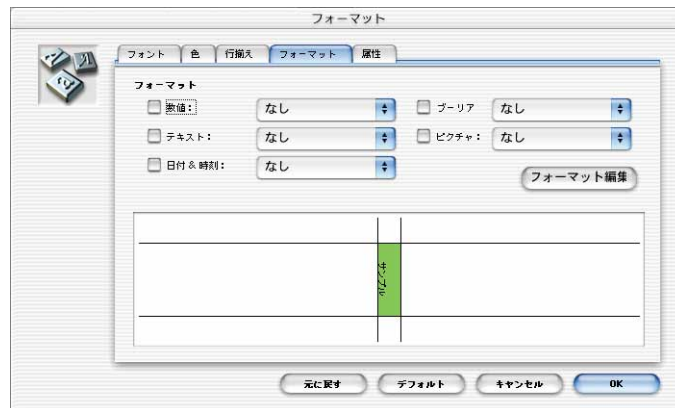 フォーマット
フォント 色 行揃え フォーマット 属性
フォーマット
数値： なし ブーリア なし
テキスト： なし ピクチャ： なし
日付 & 時刻： なし
フォーマット編集
サンプル
元に戻す デフォルト キャンセル OK